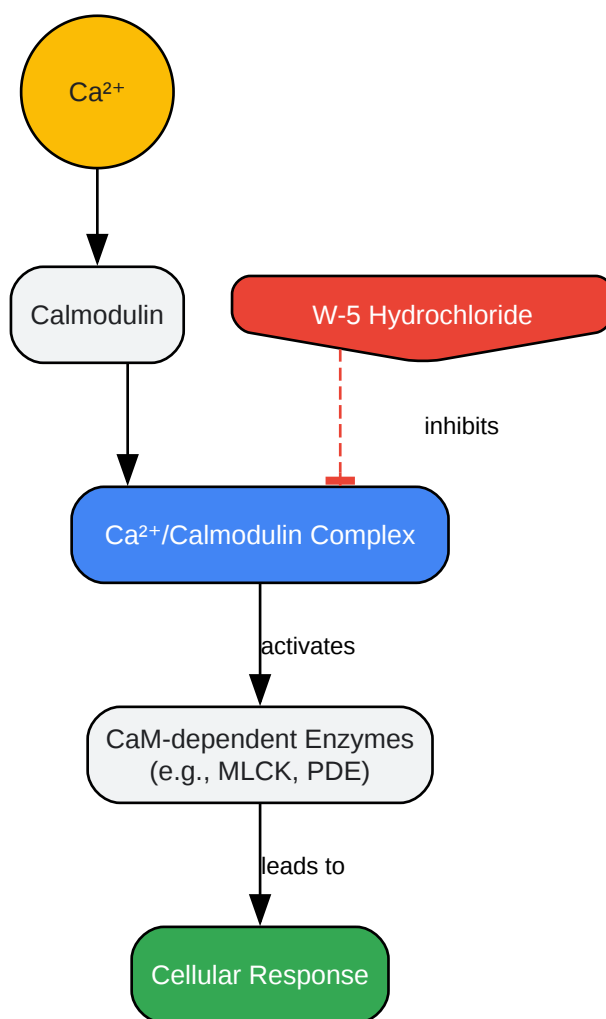 Ca²⁺
Calmodulin
W-5 Hydrochloride
inhibits
Ca²⁺/Calmodulin Complex
activates
CaM-dependent Enzymes
(e.g., MLCK, PDE)
leads to
Cellular Response